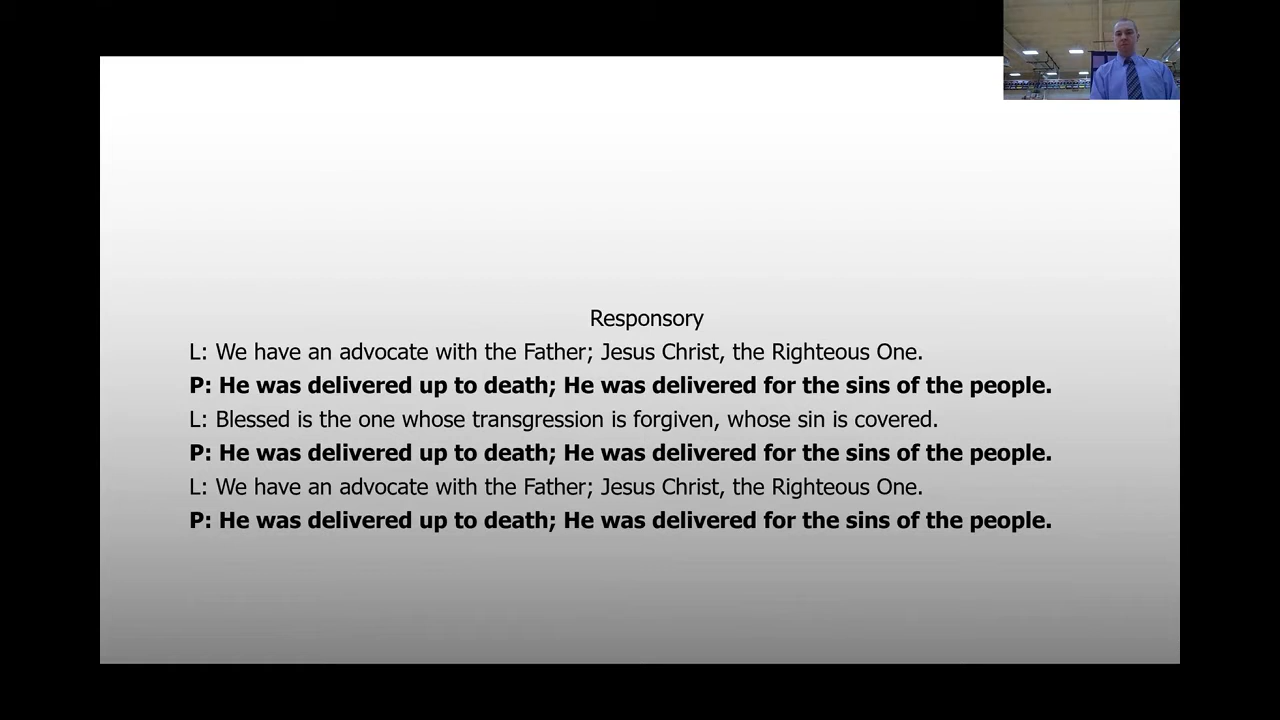 Responsory
L: We have an advocate with the Father; Jesus Christ, the Righteous One.
P: He was delivered up to death; He was delivered for the sins of the people.
L: Blessed is the one whose transgression is forgiven, whose sin is covered.
P: He was delivered up to death; He was delivered for the sins of the people.
L: We have an advocate with the Father; Jesus Christ, the Righteous One.
P: He was delivered up to death; He was delivered for the sins of the people.